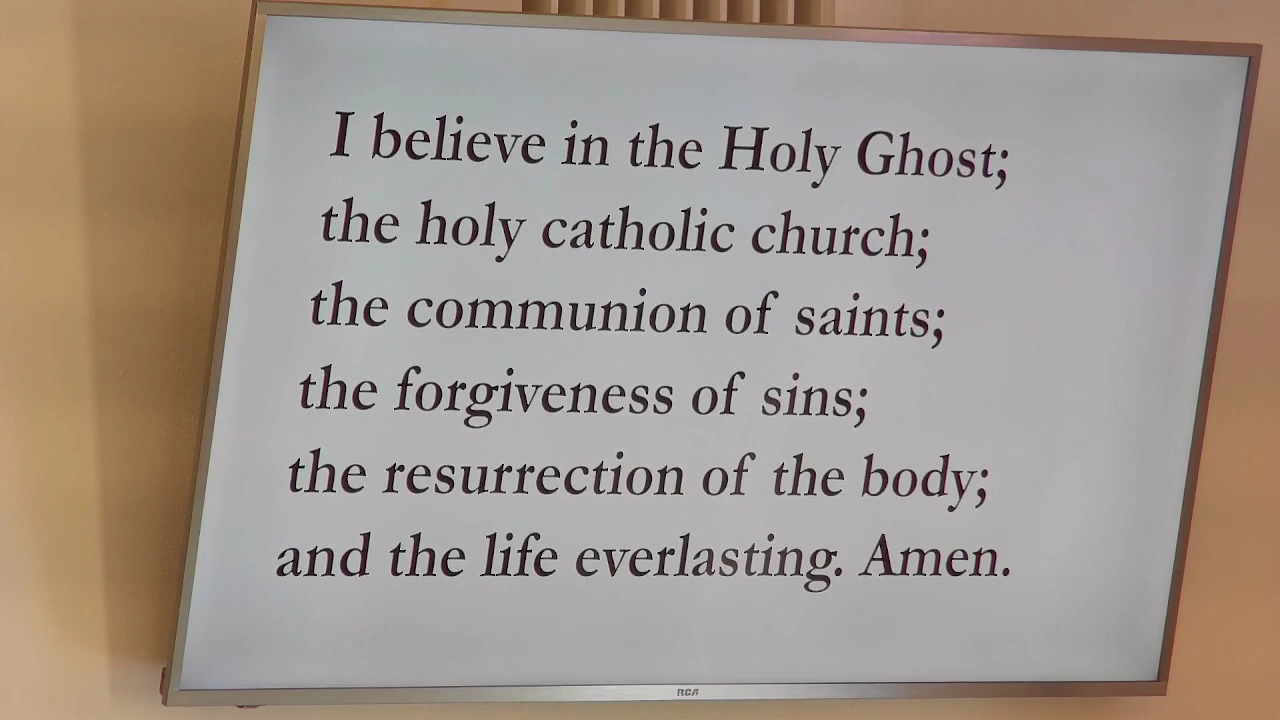 I believe in the Holy Ghost;
the holy catholic church;
the communion of saints;
the forgiveness of sins;
the resurrection of the body;
and the life everlasting. Amen.
RCA